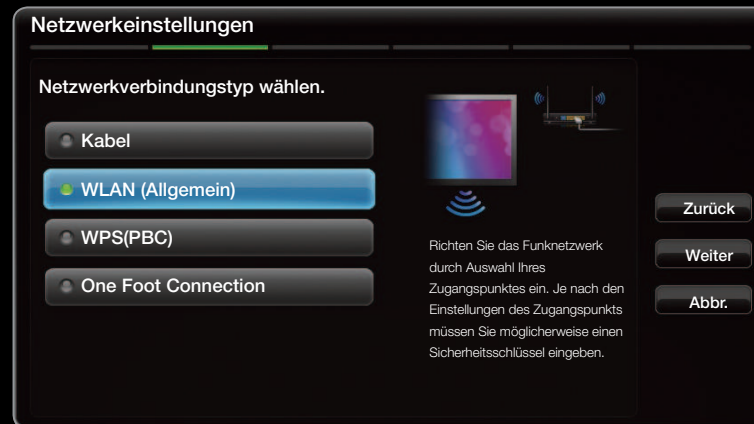 Netzwerkeinstellungen
Netzwerkverbindungstyp wählen.
Kabel
WLAN (Allgemein)
WPS(PBC)
One Foot Connection
Richten Sie das Funknetzwerk
durch Auswahl Ihres
Zugangspunktes ein. Je nach den
Einstellungen des Zugangspunkts
müssen Sie möglicherweise einen
Sicherheitsschlüssel eingeben.
Zurück
Weiter
Abbr.